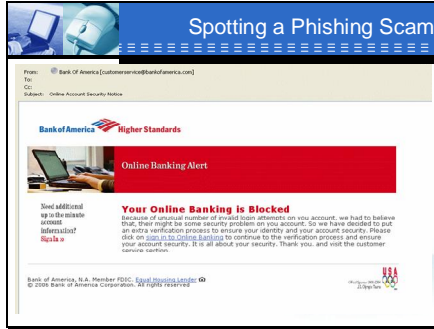 Spotting a Phishing Scam
From: Bank Of America [customerservice@bankofamerica.com]
To:
Cc:
Subject: Online Account Security Notice
Bank of America Higher Standards
Online Banking Alert
Need additional
up to the minute
account
information?
Sign In »
Your Online Banking is Blocked
Because of unusual number of invalid login attemots on you account, we had to believe
that, their might be some security problem on you account. So we have decided to put
an extra verification process to ensure your identity and your account security. Please
click on sign in to Online Banking to continue to the verification process and ensure
your account security. It is all about your security. Thank you. and visit the customer
service section.
Bank of America, N.A. Member FDIC. Equal Housing Lender
© 2006 Bank of America Corporation. All rights reserved
USA